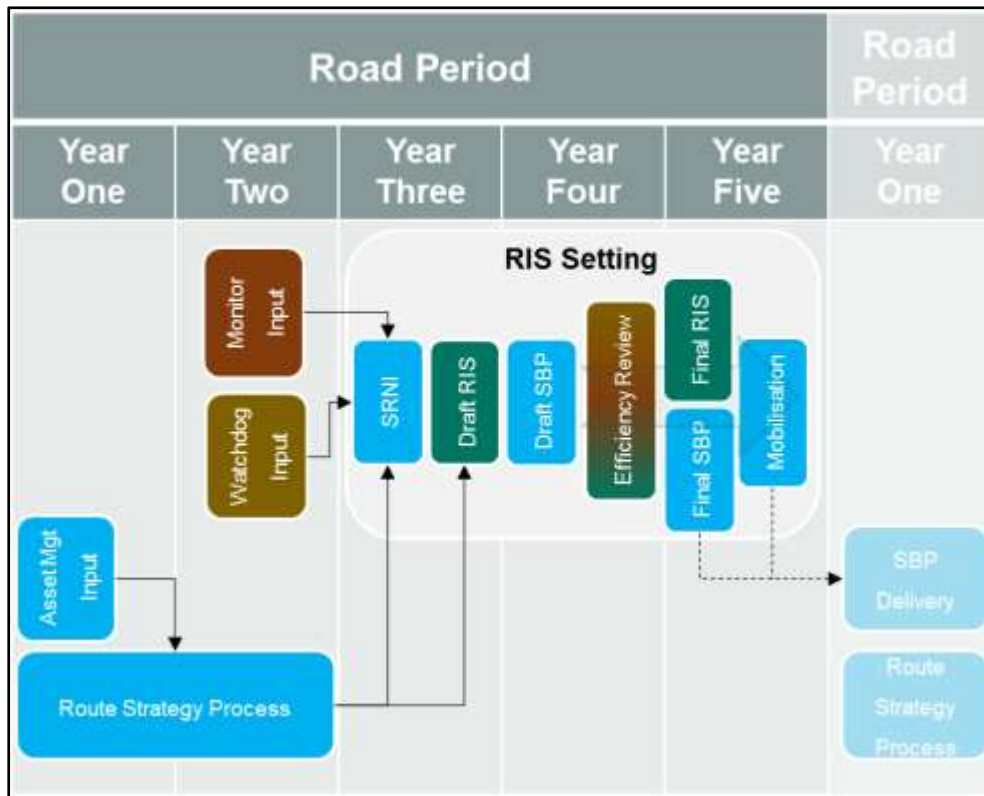 Road Period
Road
Period
Year
One
Year
Two
Year
Three
Year
Four
Year
Five
Year
One
RIS Setting
Monitor
Input
Watchdog
Input
SRNI
Draft RIS
Draft SBP
Efficiency Review
Final RIS
Final SBP
Mobilisation
Asset Mgt
Input
Route Strategy Process
SBP
Delivery
Route
Strategy
Process